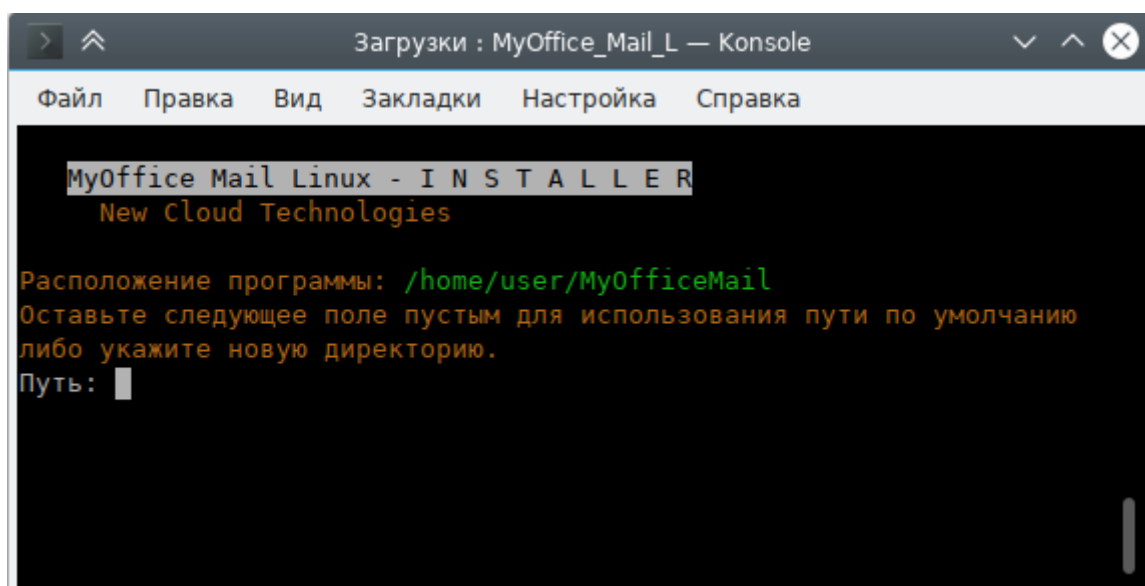 Загрузки : MyOffice_Mail_L — Konsole
Файл Правка Вид Закладки Настройка Справка
MyOffice Mail Linux - I N S T A L L E R
New Cloud Technologies
Расположение программы: /home/user/MyOfficeMail
Оставьте следующее поле пустым для использования пути по умолчанию
либо укажите новую директорию.
Путь: